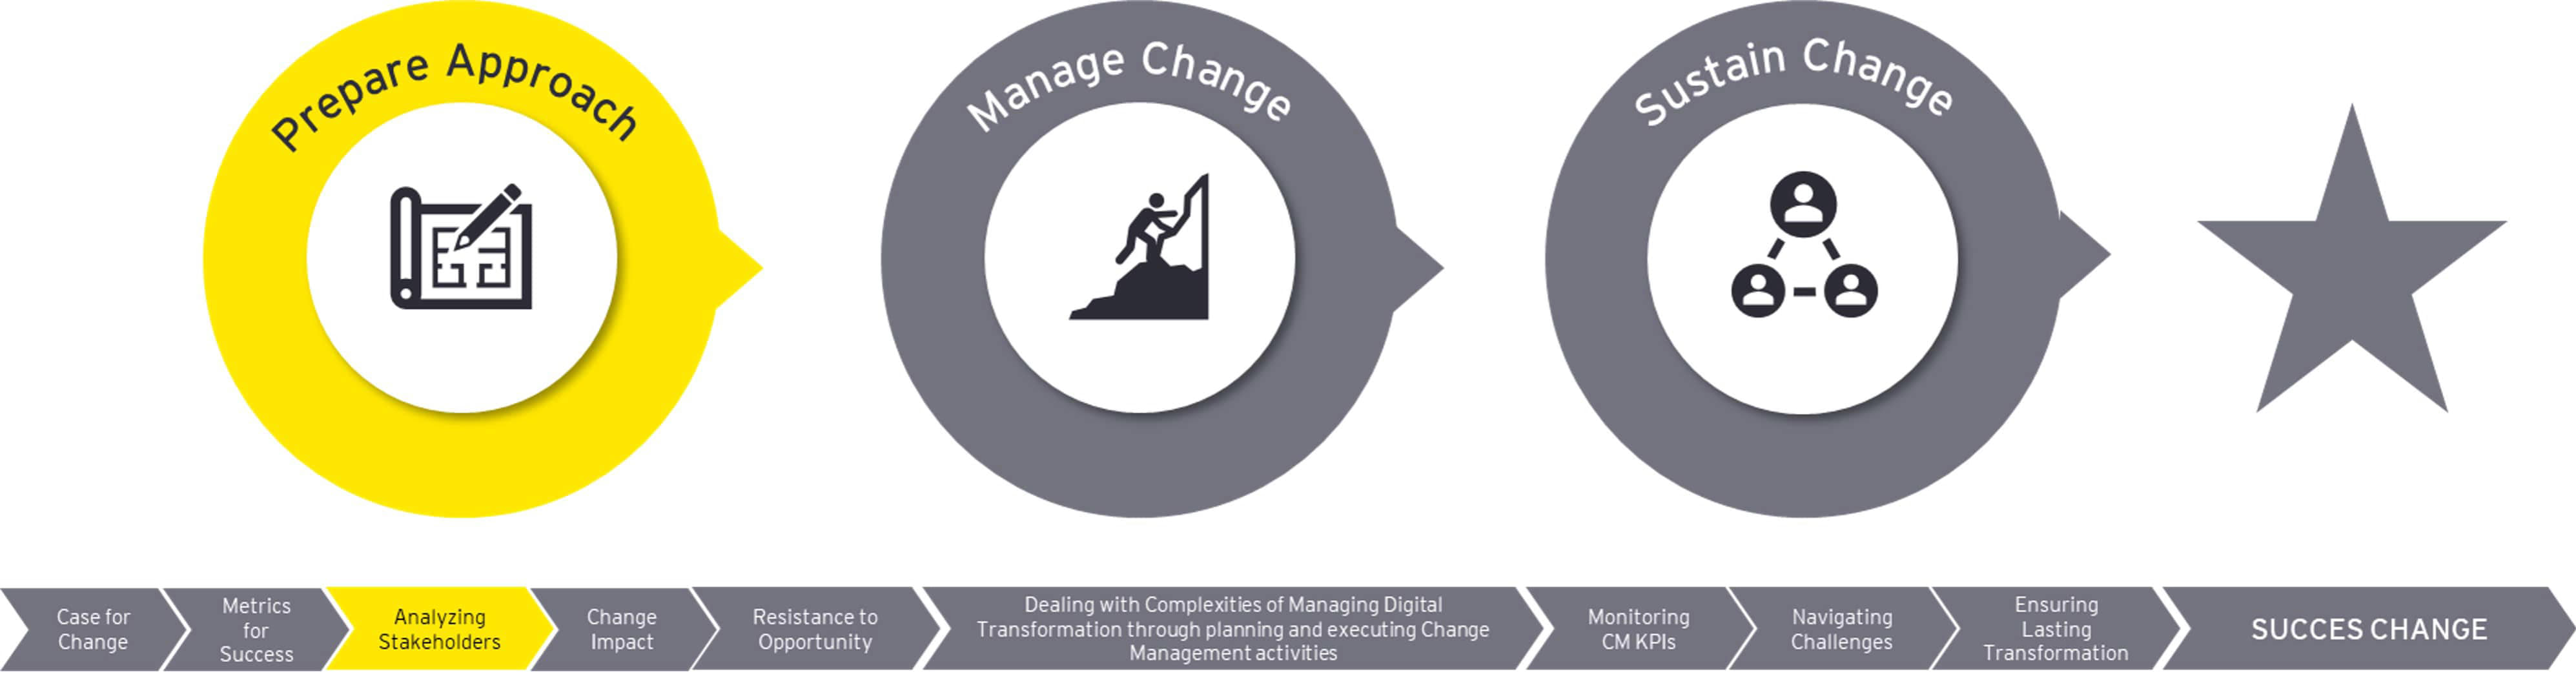 Prepare Approach
Manage Change
Sustain Change
Case for
Change
Metrics
for
Success
Analyzing
Stakeholders
Change
Impact
Resistance to
Opportunity
Dealing with Complexities of Managing Digital
Transformation through planning and executing Change
Management activities
Monitoring
CM KPIs
Navigating
Challenges
Ensuring
Lasting
Transformation
SUCCES CHANGE